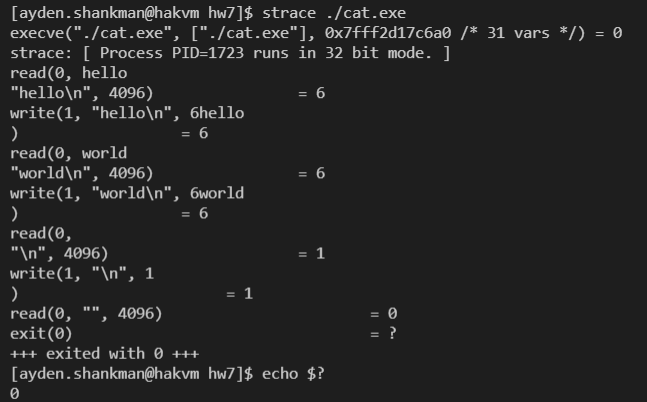 [ayden.shankman@hakvm hw7]$ strace ./cat.exe
execve("./cat.exe", ["./cat.exe"], 0x7fff2d17c6a0 /* 31 vars */) = 0
strace: [ Process PID=1723 runs in 32 bit mode. ]
read(0, hello
"hello\n", 4096)                = 6
write(1, "hello\n", 6hello
)                  = 6
read(0, world
"world\n", 4096)                = 6
write(1, "world\n", 6world
)                  = 6
read(0,
"\n", 4096)                     = 1
write(1, "\n", 1
)                       = 1
read(0, "", 4096)                       = 0
exit(0)                                 = ?
+++ exited with 0 +++
[ayden.shankman@hakvm hw7]$ echo $?
0